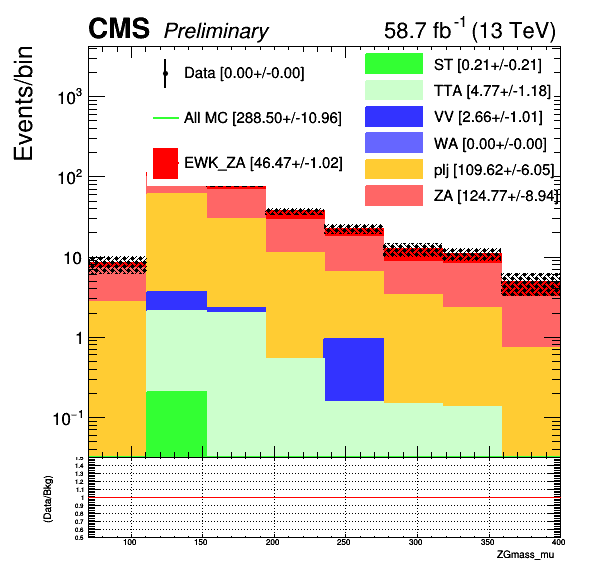 CMS Preliminary 58.7 fb⁻¹ (13 TeV)
Events/bin
Data [0.00+/-0.00]
All MC [288.50+/-10.96]
EWK_ZA [46.47+/-1.02]
ST [0.21+/-0.21]
TTA [4.77+/-1.18]
VV [2.66+/-1.01]
WA [0.00+/-0.00]
plj [109.62+/-6.05]
ZA [124.77+/-8.94]
10³
10²
10
1
10⁻¹
(Data/Bkg)
1.5
1.4
1.3
1.2
1.1
1
0.9
0.8
0.7
0.6
0.5
100 150 200 250 300 350 400
ZGmass_mu